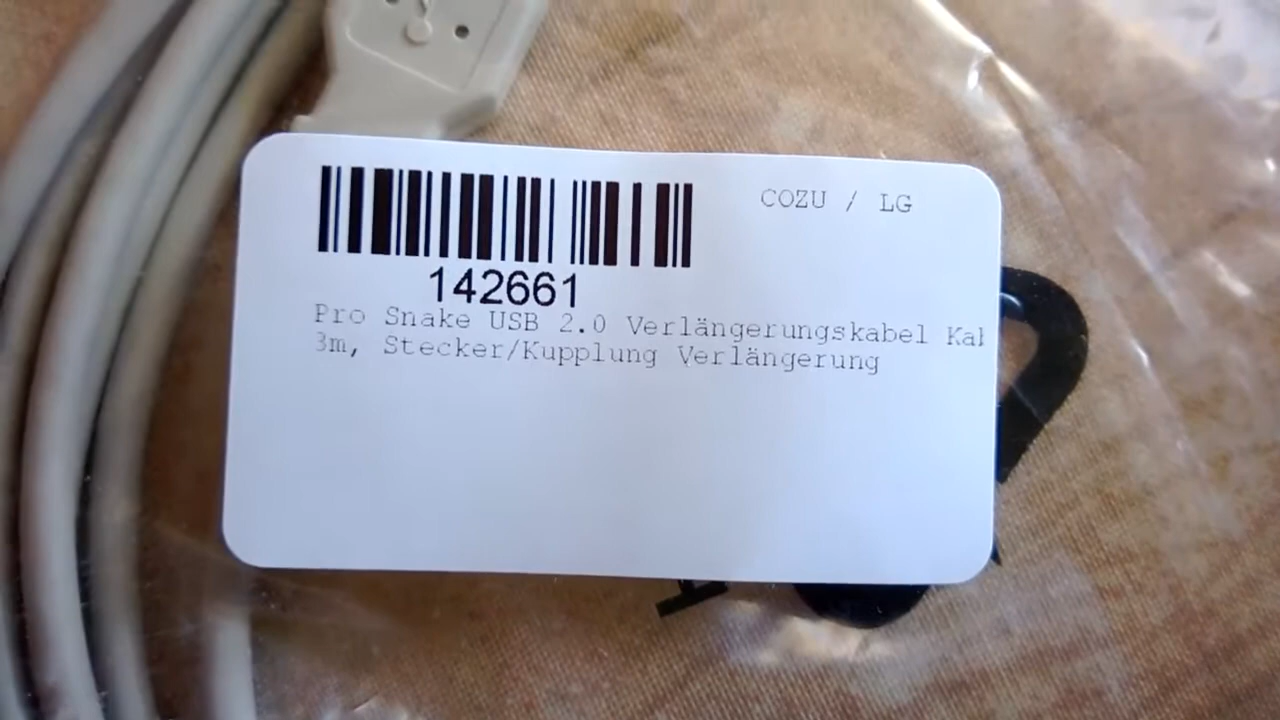 COZU / LG
142661
Pro Snake USB 2.0 Verlängerungskabel
3m, Stecker/Kupplung Verlängerung